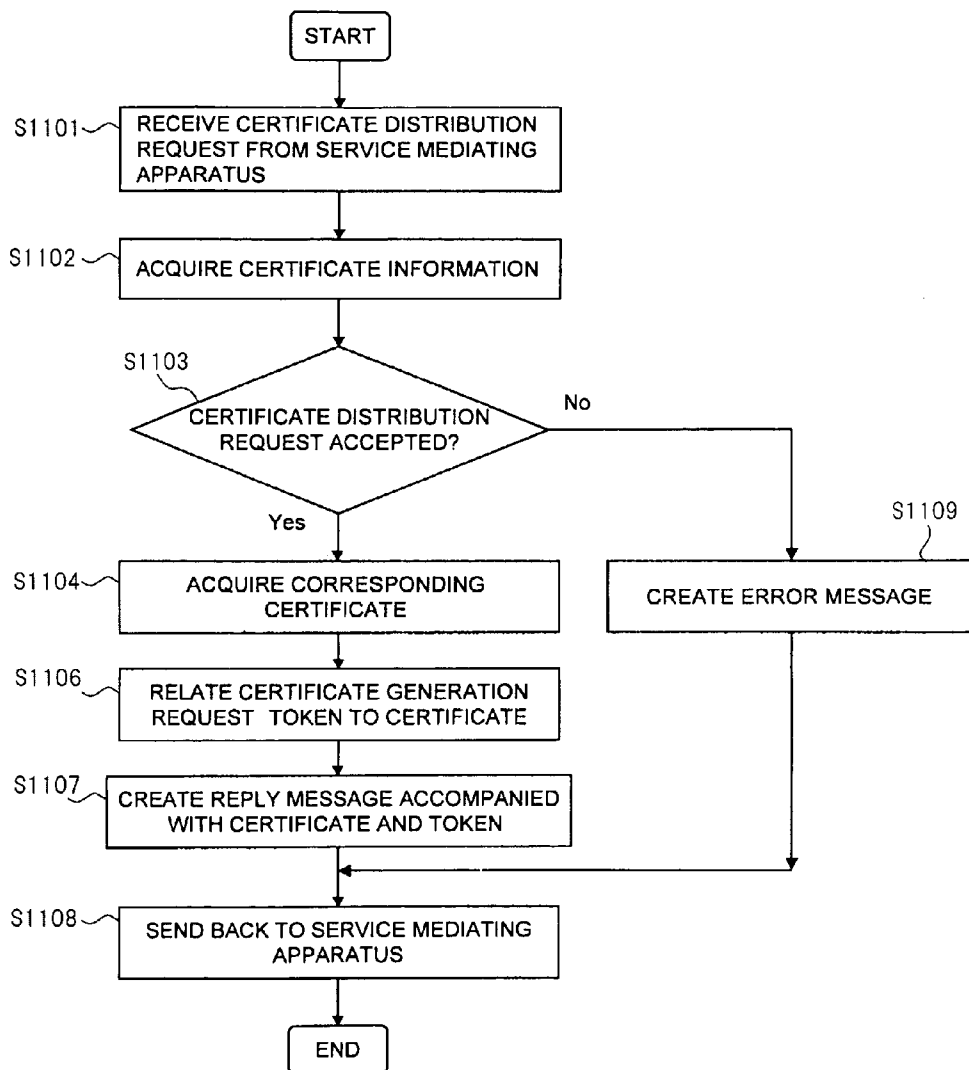 START
S1101
RECEIVE CERTIFICATE DISTRIBUTION
REQUEST FROM SERVICE MEDIATING
APPARATUS
S1102
ACQUIRE CERTIFICATE INFORMATION
S1103
CERTIFICATE DISTRIBUTION
REQUEST ACCEPTED?
No
Yes
S1109
S1104
ACQUIRE CORRESPONDING
CERTIFICATE
CREATE ERROR MESSAGE
S1106
RELATE CERTIFICATE GENERATION
REQUEST TOKEN TO CERTIFICATE
S1107
CREATE REPLY MESSAGE ACCOMPANIED
WITH CERTIFICATE AND TOKEN
S1108
SEND BACK TO SERVICE MEDIATING
APPARATUS
END